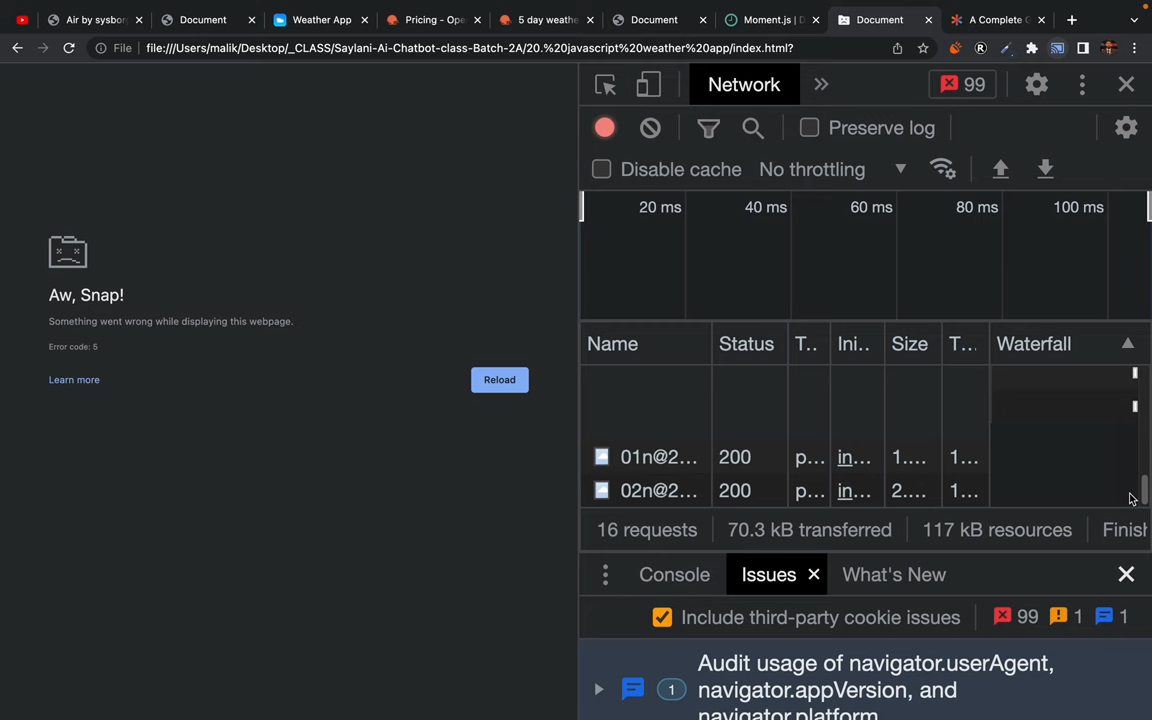 Air by sysborg
Document
Weather App
Pricing - Ope
5 day weathe
Document
Moment.js | D
Document
A Complete G
File file:///Users/malik/Desktop/_CLASS/Saylani-Ai-Chatbot-class-Batch-2A/20.%20javascript%20weather%20app/index.html?
Network
99
Preserve log
Disable cache No throttling
20 ms 40 ms 60 ms 80 ms 100 ms
Name Status T.. Ini.. Size T... Waterfall
01n@2... 200 p... in... 1.... 1...
02n@2... 200 p... in... 2.... 1...
16 requests 70.3 kB transferred 117 kB resources Finish
Aw, Snap!
Something went wrong while displaying this webpage.
Error code: 5
Learn more
Reload
Console Issues What's New
Include third-party cookie issues 99 1 1
1 Audit usage of navigator.userAgent,
navigator.appVersion, and
navigator.platform